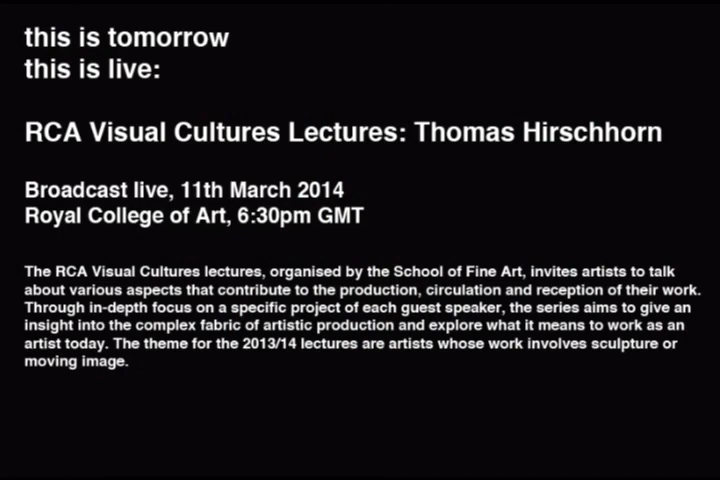 this is tomorrow
this is live:
RCA Visual Cultures Lectures: Thomas Hirschhorn
Broadcast live, 11th March 2014
Royal College of Art, 6:30pm GMT
The RCA Visual Cultures lectures, organised by the School of Fine Art, invites artists to talk
about various aspects that contribute to the production, circulation and reception of their work.
Through in-depth focus on a specific project of each guest speaker, the series aims to give an
insight into the complex fabric of artistic production and explore what it means to work as an
artist today. The theme for the 2013/14 lectures are artists whose work involves sculpture or
moving image.